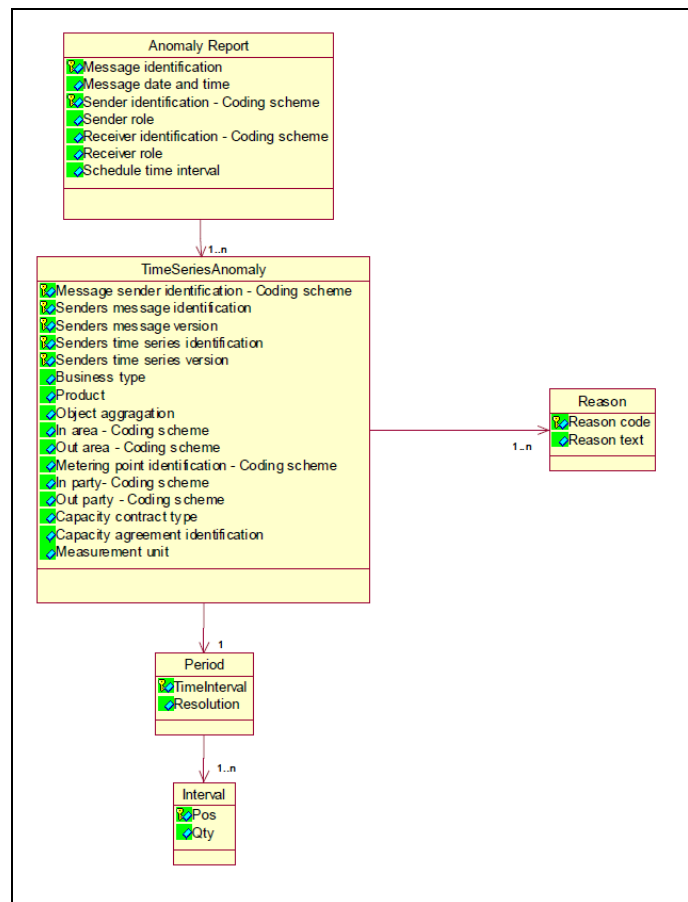 Anomaly Report
Message identification
Message date and time
Sender identification - Coding scheme
Sender role
Receiver identification - Coding scheme
Receiver role
Schedule time interval
1..n
TimeSeriesAnomaly
Message sender identification - Coding scheme
Senders message identification
Senders message version
Senders time series identification
Senders time series version
Business type
Product
Object aggragation
In area - Coding scheme
Out area - Coding scheme
Metering point identification - Coding scheme
In party- Coding scheme
Out party - Coding scheme
Capacity contract type
Capacity agreement identification
Measurement unit
Reason
Reason code
Reason text
1..n
1
Period
TimeInterval
Resolution
1..n
Interval
Pos
Qty